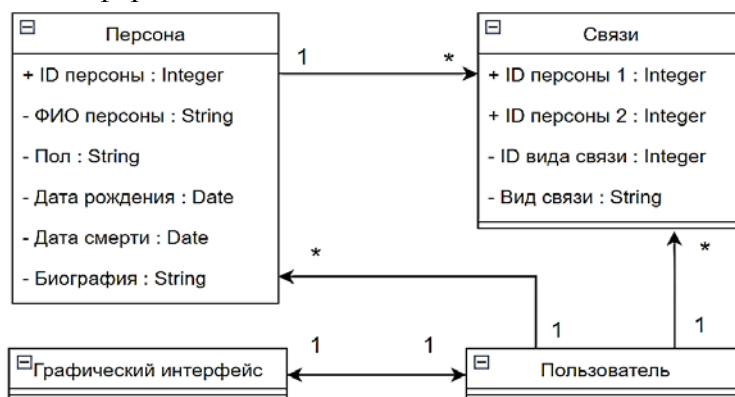 Персона
+ ID персоны : Integer
- ФИО персоны : String
- Пол : String
- Дата рождения : Date
- Дата смерти : Date
- Биография : String
1
*
Связи
+ ID персоны 1 : Integer
+ ID персоны 2 : Integer
- ID вида связи : Integer
- Вид связи : String
*
*
1
1
Графический интерфейс
1
1
Пользователь